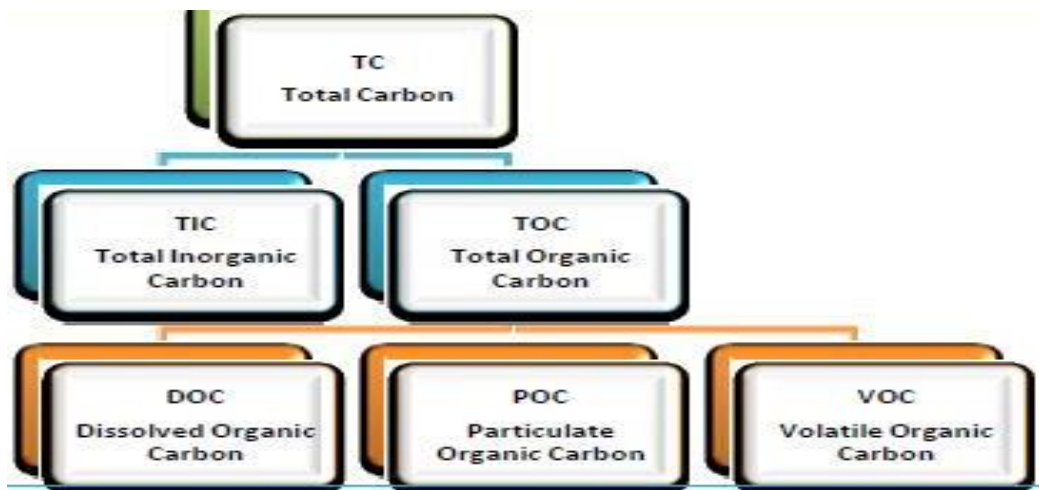 TC
Total Carbon
TIC
Total Inorganic
Carbon
TOC
Total Organic
Carbon
DOC
Dissolved Organic
Carbon
POC
Particulate
Organic Carbon
VOC
Volatile Organic
Carbon